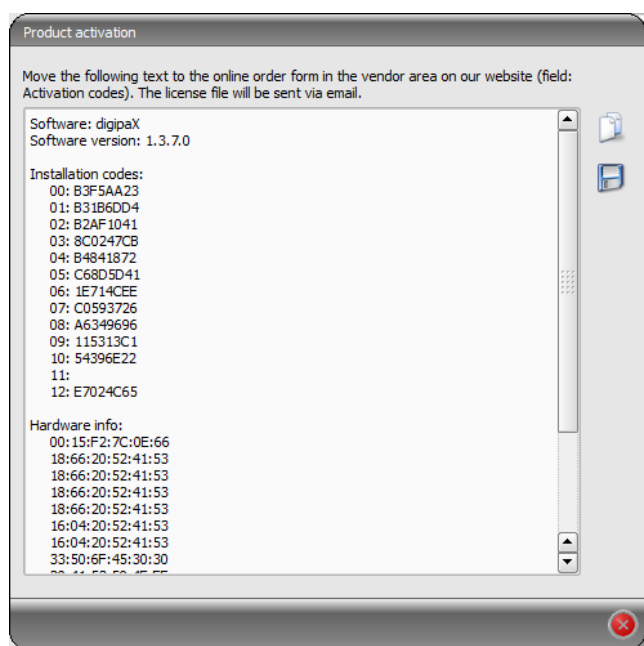 Product activation
Move the following text to the online order form in the vendor area on our website (field:
Activation codes). The license file will be sent via email.
Software: digipaX
Software version: 1.3.7.0
Installation codes:
00: B3F5AA23
01: B31B6DD4
02: B2AF1041
03: 8C0247CB
04: B4841872
05: C68D5D41
06: 1E714CEE
07: C0593726
08: A6349696
09: 115313C1
10: 54396E22
11:
12: E7024C65
Hardware info:
00:15:F2:7C:0E:66
18:66:20:52:41:53
18:66:20:52:41:53
18:66:20:52:41:53
18:66:20:52:41:53
16:04:20:52:41:53
16:04:20:52:41:53
33:50:6F:45:30:30